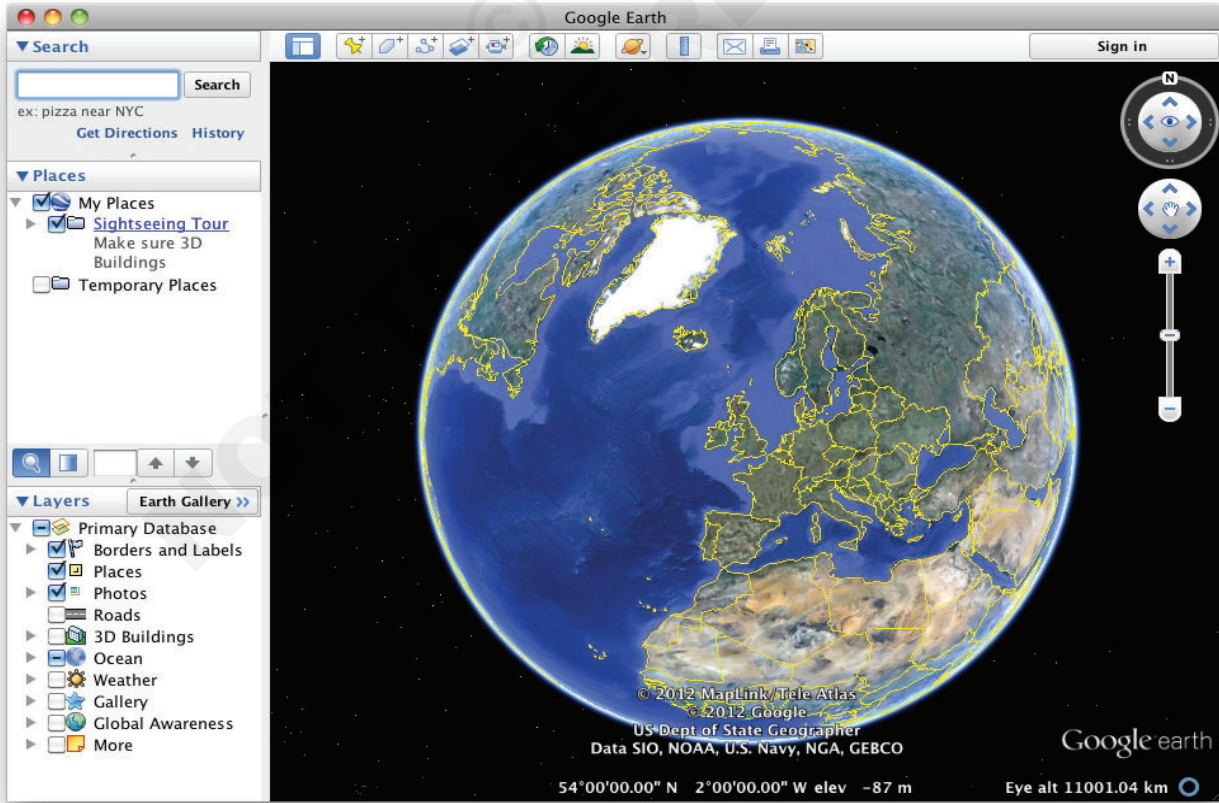 Google Earth
Search
Search
ex: pizza near NYC
Get Directions History
Places
My Places
Sightseeing Tour
Make sure 3D
Buildings
Temporary Places
Layers
Earth Gallery >>
Primary Database
Borders and Labels
Places
Photos
Roads
3D Buildings
Ocean
Weather
Gallery
Global Awareness
More
Sign in
N
© 2012 MapLink/Tele Atlas
© 2012 Google
US Dept of State Geographer
Data SIO, NOAA, U.S. Navy, NGA, GEBCO
Google earth
54°00'00.00" N 2°00'00.00" W elev -87 m
Eye alt 11001.04 km